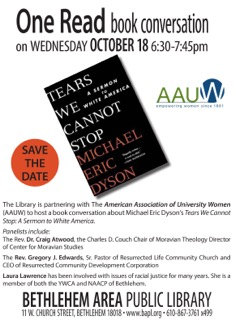 One Read book conversation
on WEDNESDAY OCTOBER 18 6:30-7:45pm
TEARS
A SERMON TO WHITE AMERICA
WE
CANNOT
STOP
MICHAEL
ERIC
DYSON
SAVE
THE
DATE
AAUW
empowering women since 1881
The Library is partnering with The American Association of University Women
(AAUW) to host a book conversation about Michael Eric Dyson's Tears We Cannot
Stop: A Sermon to White America.
Panelists include:
The Rev. Dr. Craig Atwood, the Charles D. Couch Chair of Moravian Theology Director
of Center for Moravian Studies
The Rev. Gregory J. Edwards, Sr. Pastor of Resurrected Life Community Church and
CEO of Resurrected Community Development Corporation
Laura Lawrence has been involved with issues of racial justice for many years. She is a
member of both the YWCA and NAACP of Bethlehem.
BETHLEHEM AREA PUBLIC LIBRARY
11 W. CHURCH STREET, BETHLEHEM 18018 • www.bapl.org • 610-867-3761 x499